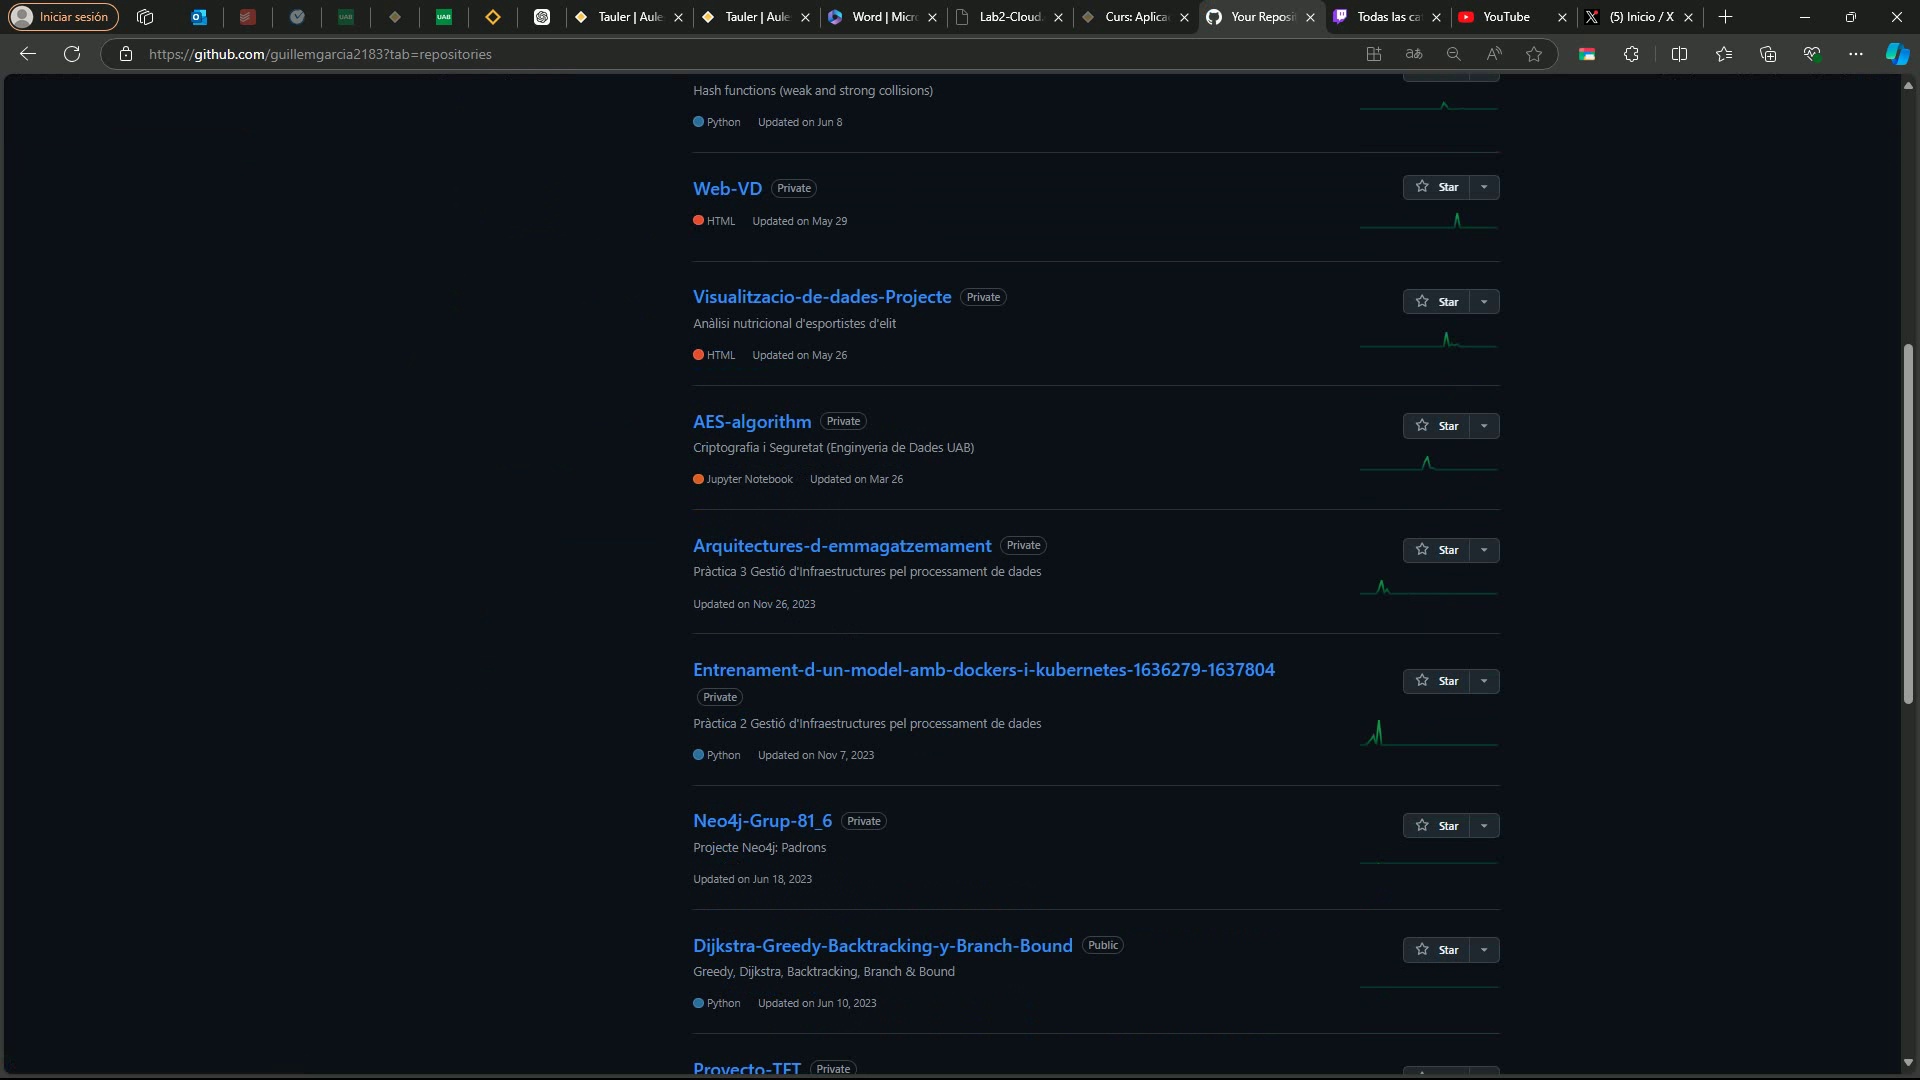 Iniciar sesión
UAB
UAB
Tauler | Aule
Tauler | Aule
Word | Micr
Lab2-Cloud
Curs: Aplica
Your Reposit
Todas las ca
YouTube
(5) Inicio / X
https://github.com/guillemgarcia2183?tab=repositories
Hash functions (weak and strong collisions)
Python Updated on Jun 8
Web-VD Private
Star
HTML Updated on May 29
Visualitzacio-de-dades-Projecte Private
Star
Anàlisi nutricional d'esportistes d'elit
HTML Updated on May 26
AES-algorithm Private
Star
Criptografia i Seguretat (Enginyeria de Dades UAB)
Jupyter Notebook Updated on Mar 26
Arquitectures-d-emmagatzemament Private
Star
Pràctica 3 Gestió d'Infraestructures pel processament de dades
Updated on Nov 26, 2023
Entrenament-d-un-model-amb-dockers-i-kubernetes-1636279-1637804
Star
Private
Pràctica 2 Gestió d'Infraestructures pel processament de dades
Python Updated on Nov 7, 2023
Neo4j-Grup-81_6 Private
Star
Projecte Neo4j: Padrons
Updated on Jun 18, 2023
Dijkstra-Greedy-Backtracking-y-Branch-Bound Public
Star
Greedy, Dijkstra, Backtracking, Branch & Bound
Python Updated on Jun 10, 2023
Proyecto-TFT Private